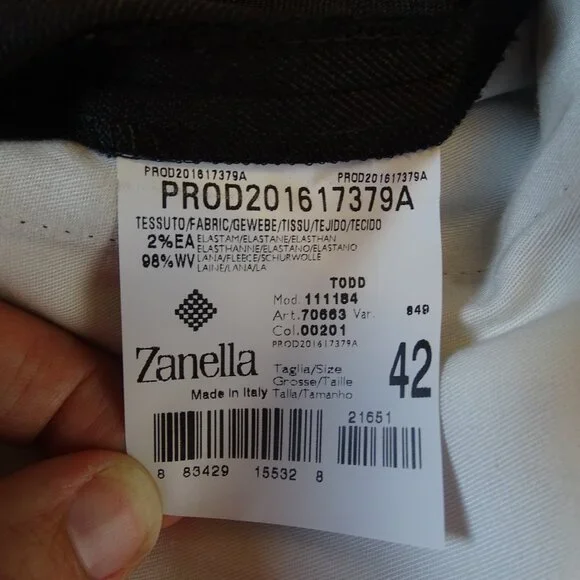 PROD201617379A PROD201617379A
PROD201617379A
TESSUTO/FABRIC/GEWEBE/TISSU/TEJIDO/TECIDO
2%EA ELASTAM/ELASTANE/ELASTHAN
ELASTHANNE/ELASTANO/ELASTANO
98%WV LANA/FLEECE/SCHURWOLLE
LAINE/LANA/LA
TODD
Mod. 111184
Art. 70663 Var. 849
Col. 00201
PROD201617379A
Zanella
Taglia/Size
Grosse/Taille
Talla/Tamanho
42
Made in Italy
21651
8 83429 15532 8